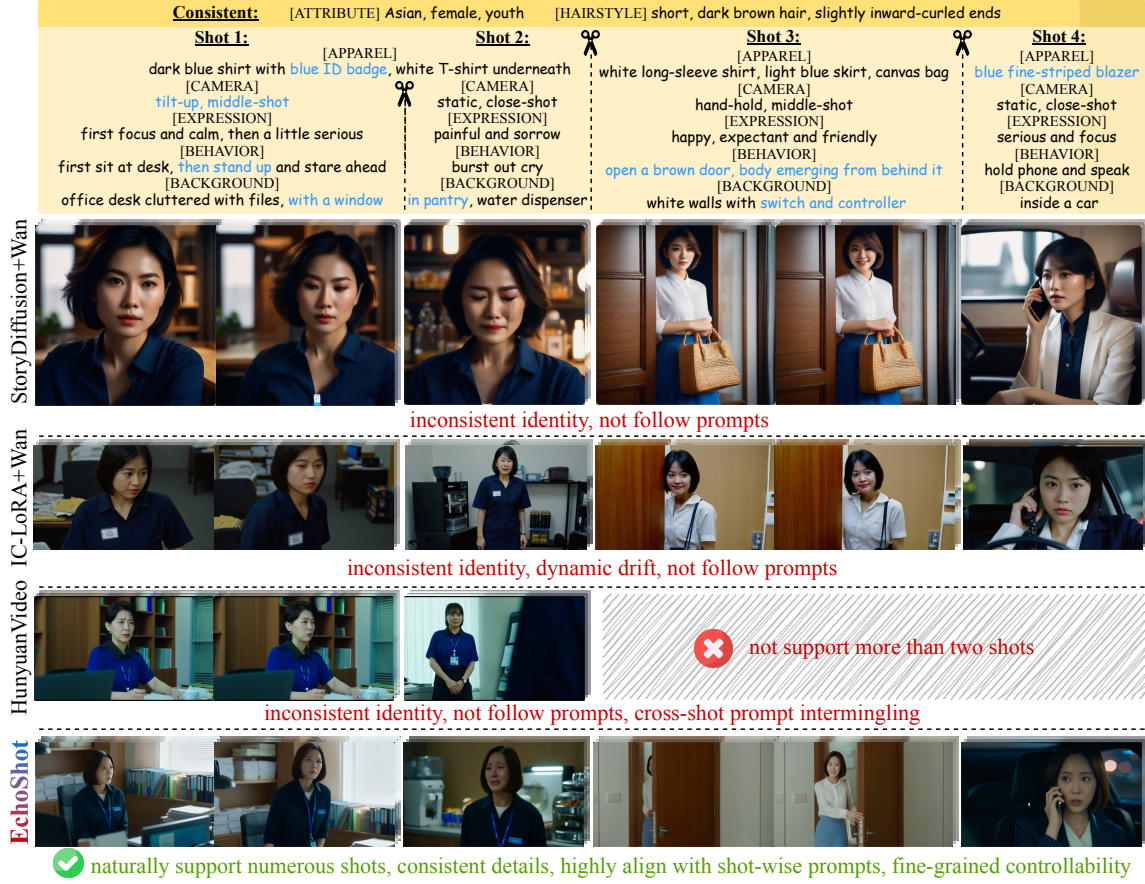 Consistent: [ATTRIBUTE] Asian, female, youth [HAIRSTYLE] short, dark brown hair, slightly inward-curled ends
Shot 1:
Shot 2:
[APPAREL]
dark blue shirt with blue ID badge, white T-shirt underneath
[CAMERA]
tilt-up, middle-shot
[EXPRESSION]
first focus and calm, then a little serious
[BEHAVIOR]
first sit at desk, then stand up and stare ahead
[BACKGROUND]
office desk cluttered with files, with a window
[CAMERA]
static, close-shot
[EXPRESSION]
painful and sorrow
[BEHAVIOR]
burst out cry
[BACKGROUND]
in pantry, water dispenser
Shot 3:
[APPAREL]
white long-sleeve shirt, light blue skirt, canvas bag
[CAMERA]
hand-hold, middle-shot
[EXPRESSION]
happy, expectant and friendly
[BEHAVIOR]
open a brown door, body emerging from behind it
[BACKGROUND]
white walls with switch and controller
Shot 4:
[APPAREL]
blue fine-striped blazer
[CAMERA]
static, close-shot
[EXPRESSION]
serious and focus
[BEHAVIOR]
hold phone and speak
[BACKGROUND]
inside a car
StoryDiffusion+Wan
inconsistent identity, not follow prompts
IC-LoRA+Wan
inconsistent identity, dynamic drift, not follow prompts
HunyuanVideo
not support more than two shots
inconsistent identity, not follow prompts, cross-shot prompt intermingling
EchoShot
naturally support numerous shots, consistent details, highly align with shot-wise prompts, fine-grained controllability